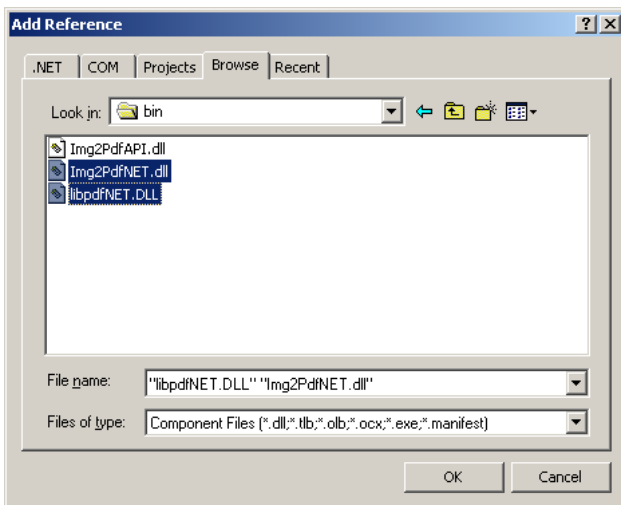 Add Reference
.NET COM Projects Browse Recent
Look in: bin
Img2PdfAPI.dll
Img2PdfNET.dll
libpdfNET.DLL
File name: "libpdfNET.DLL" "Img2PdfNET.dll"
Files of type: Component Files (*.dll;*.tlb;*.olb;*.ocx;*.exe;*.manifest)
OK Cancel